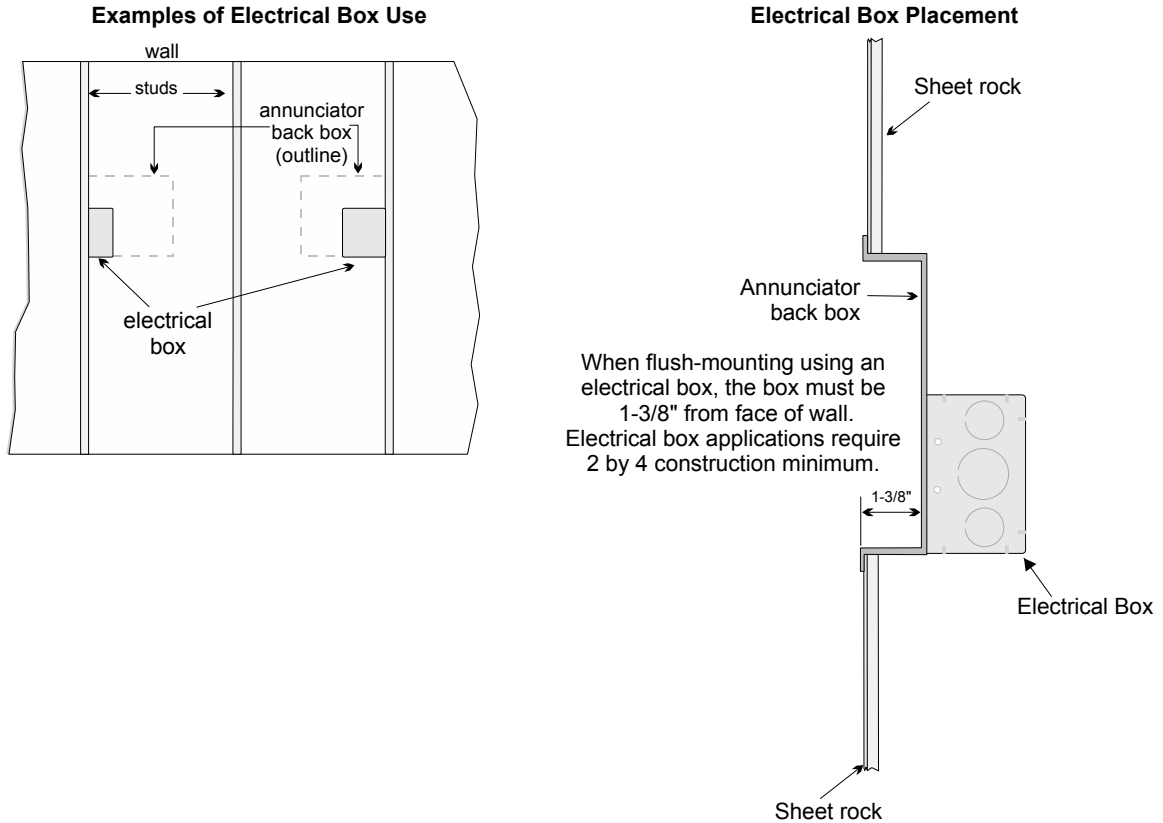 Examples of Electrical Box Use
wall
studs
annunciator
back box
(outline)
electrical
box
Electrical Box Placement
Sheet rock
Annunciator
back box
When flush-mounting using an
electrical box, the box must be
1-3/8" from face of wall.
Electrical box applications require
2 by 4 construction minimum.
1-3/8"
Electrical Box
Sheet rock